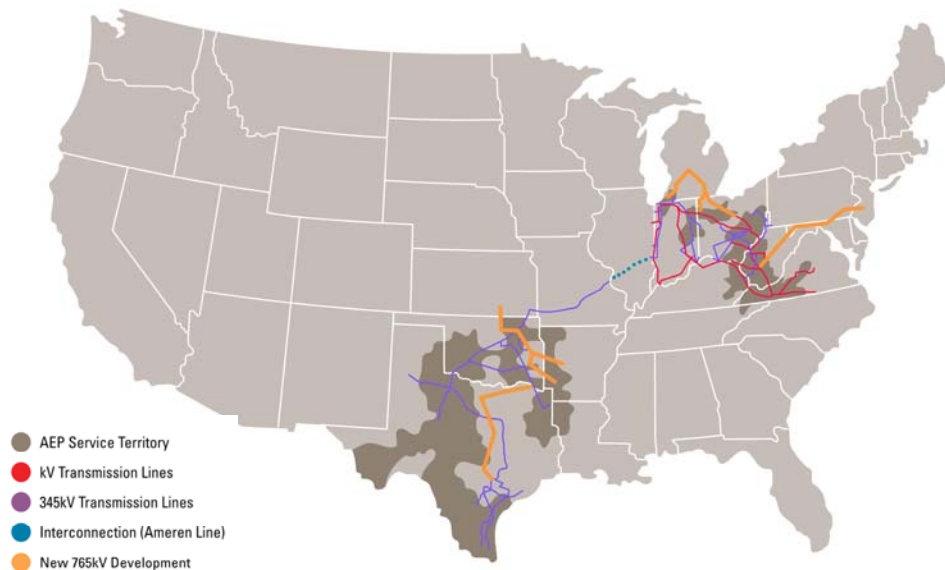 AEP Service Territory
kV Transmission Lines
345kV Transmission Lines
Interconnection (Ameren Line)
New 765kV Development